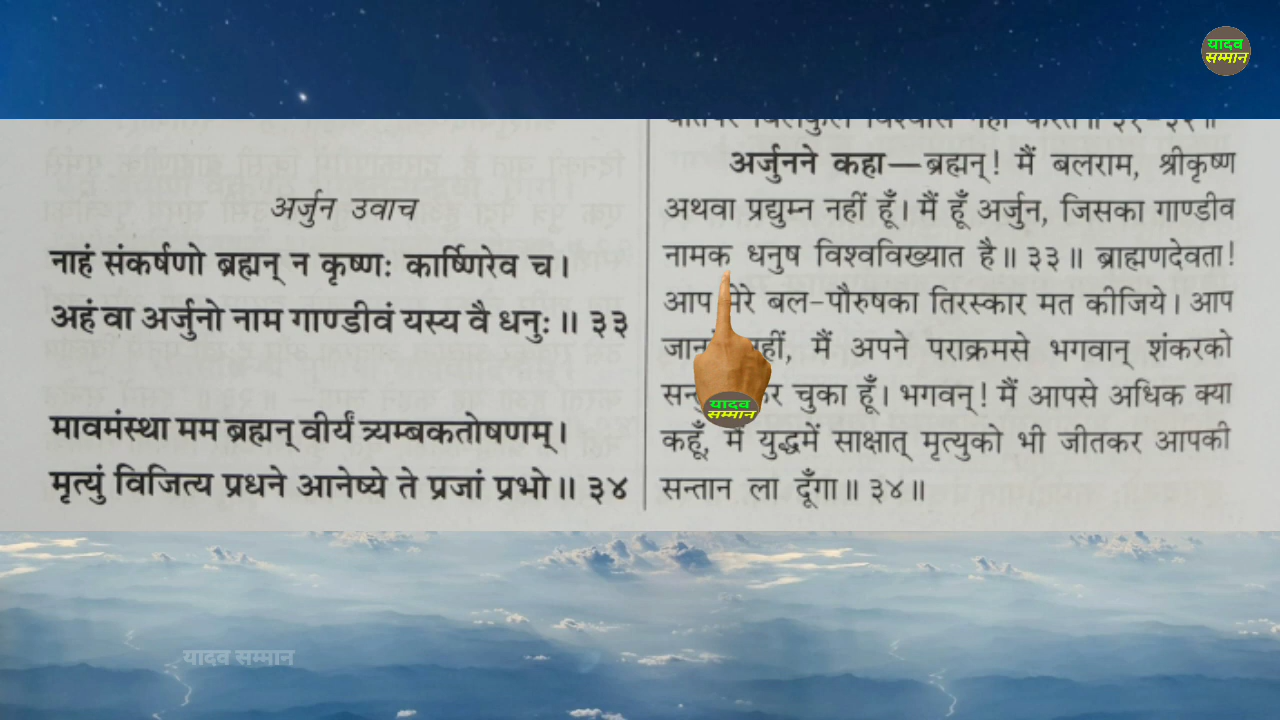 यादव
सम्मान
अर्जुन उवाच
नाहं संकर्षणो ब्रह्मन् न कृष्णः कार्ष्णिरेव च।
अहं वा अर्जुनो नाम गाण्डीवं यस्य वै धनुः॥ ३३
मावमंस्था मम ब्रह्मन् वीर्यं त्र्यम्बकतोषणम्।
मृत्युं विजित्य प्रधने आनेष्ये ते प्रजां प्रभो॥ ३४
अर्जुनने कहा—ब्रह्मन्! मैं बलराम, श्रीकृष्ण
अथवा प्रद्युम्न नहीं हूँ। मैं हूँ अर्जुन, जिसका गाण्डीव
नामक धनुष विश्वविख्यात है॥ ३३॥ ब्राह्मणदेवता!
आप मेरे बल-पौरुषका तिरस्कार मत कीजिये। आप
मैं अपने पराक्रमसे भगवान् शंकरको
चुका हूँ। भगवन्! मैं आपसे अधिक क्या
कहूँ, मैं युद्धमें साक्षात् मृत्युको भी जीतकर आपकी
सन्तान ला दूँगा॥ ३४॥
यादव
सम्मान
यादव सम्मान